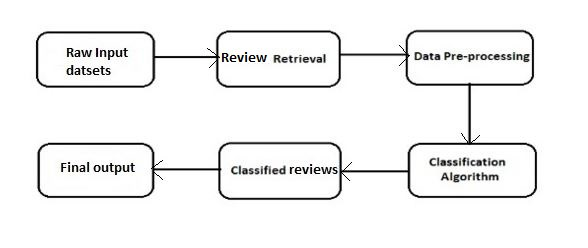 Raw Input
datsets
Review Retrieval
Data Pre-processing
Classification
Algorithm
Classified reviews
Final output